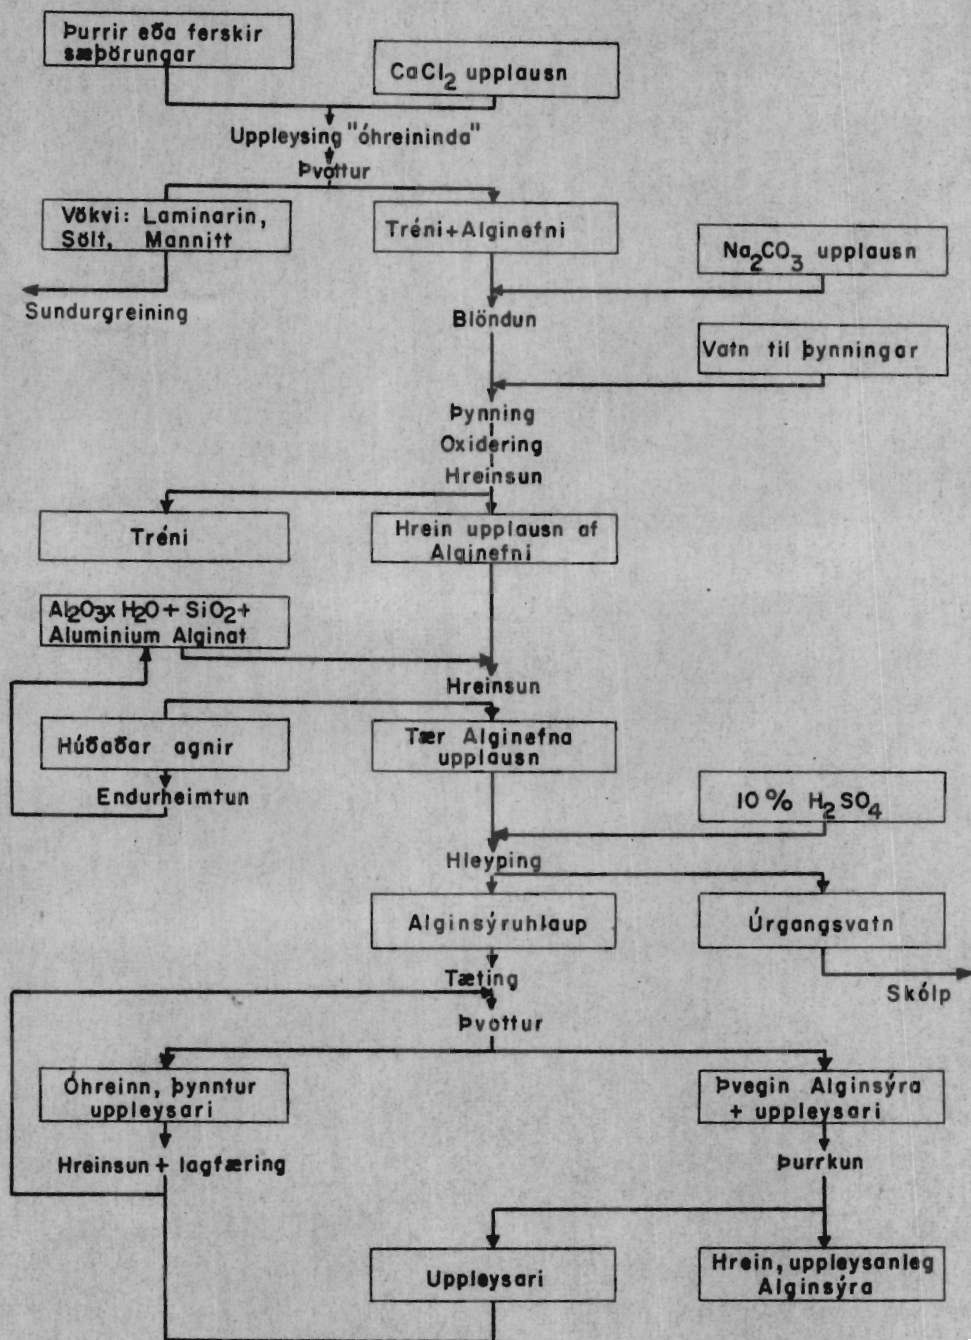 Þurrir eða ferskir
sæþörungar
CaCl₂ upplausn
Uppleysing "óhreininda"
Þvottur
Vökvi: Laminarin,
Sölt, Mannitt
Tréni+Alginefni
Na₂CO₃ upplausn
Sundurgreining
Blöndun
Vatn til þynningar
Þynning
Oxidering
Hreinsun
Tréni
Hrein upplausn af
Alginefni
Al₂O₃xH₂O+SiO₂+
Aluminium Alginat
Hreinsun
Húðaðar agnir
Tær Alginefna
upplausn
Endurheimtun
10% H₂SO₄
Hleyping
Alginsýruhlaup
Úrgangsvatn
Tæting
Skólp
Þvottur
Óhreinn, þynntur
uppleysari
Þvegin Alginsýra
+ uppleysari
Hreinsun + lagfæring
Þurrkun
Uppleysari
Hrein, uppleysanleg
Alginsýra